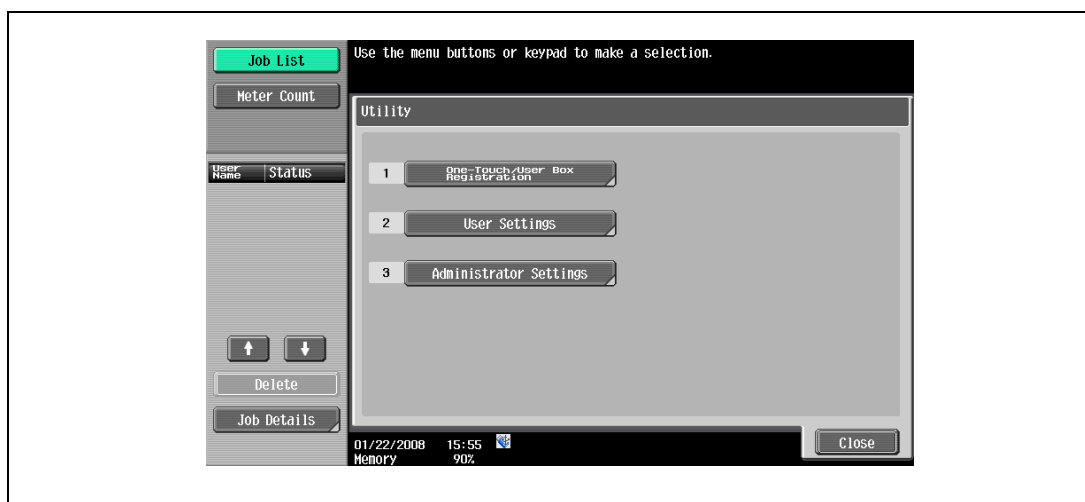 Job List
Meter Count
User Name Status
Delete
Job Details
Use the menu buttons or keypad to make a selection.
Utility
1 One-Touch/User Box Registration
2 User Settings
3 Administrator Settings
01/22/2008 15:55
Memory 90%
Close